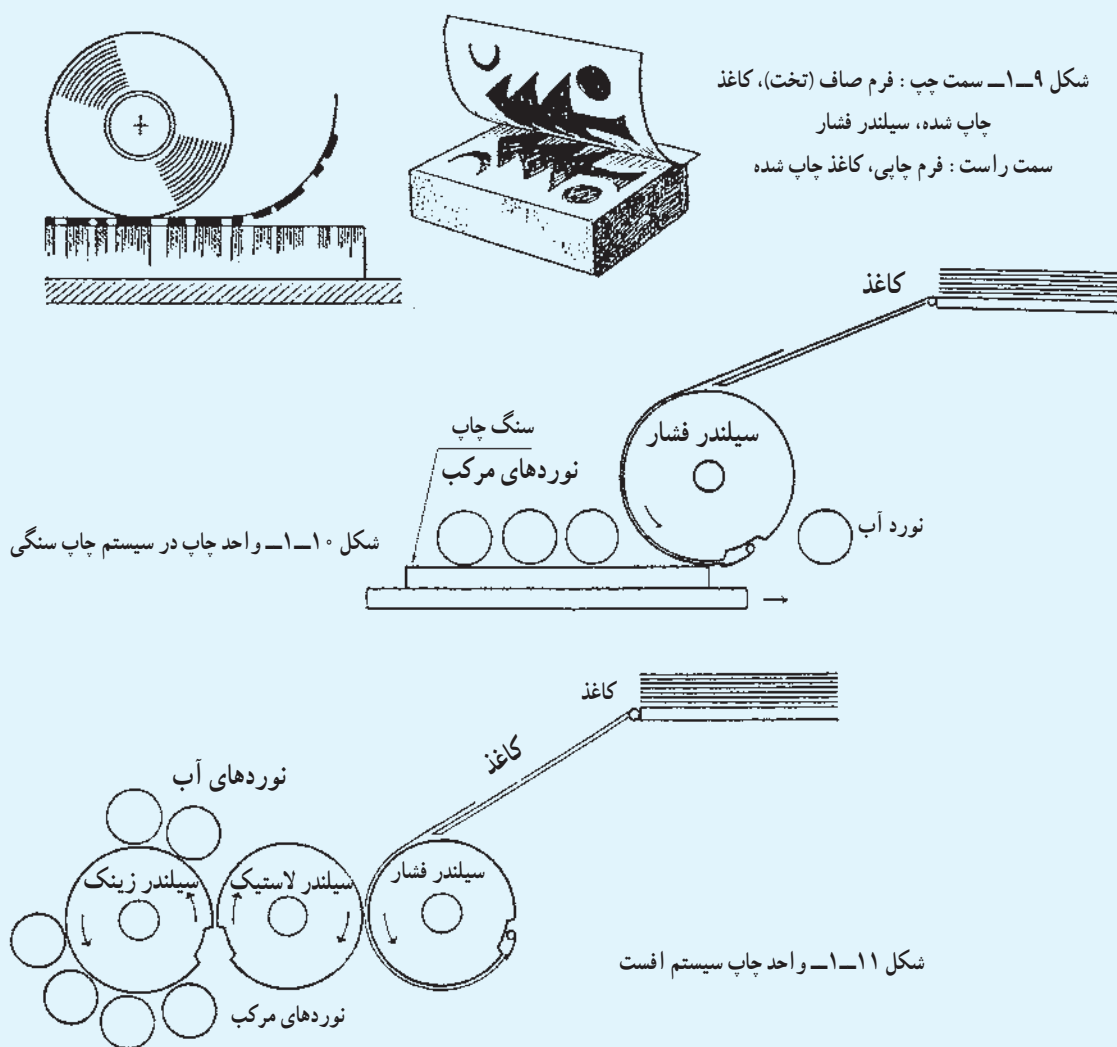 شکل ۹ــ۱ــ سمت چپ : فرم صاف (تخت)، کاغذ
چاپ شده، سیلندر فشار
سمت راست : فرم چاپی، کاغذ چاپ شده
کاغذ
سیلندر فشار
سنگ چاپ
نوردهای مرکب
نورد آب
شکل ۱۰ــ۱ــ واحد چاپ در سیستم چاپ سنگی
کاغذ
کاغذ
نوردهای آب
سیلندر فشار
سیلندر لاستیک
سیلندر زینک
شکل ۱۱ــ۱ــ واحد چاپ سیستم افست
نوردهای مرکب